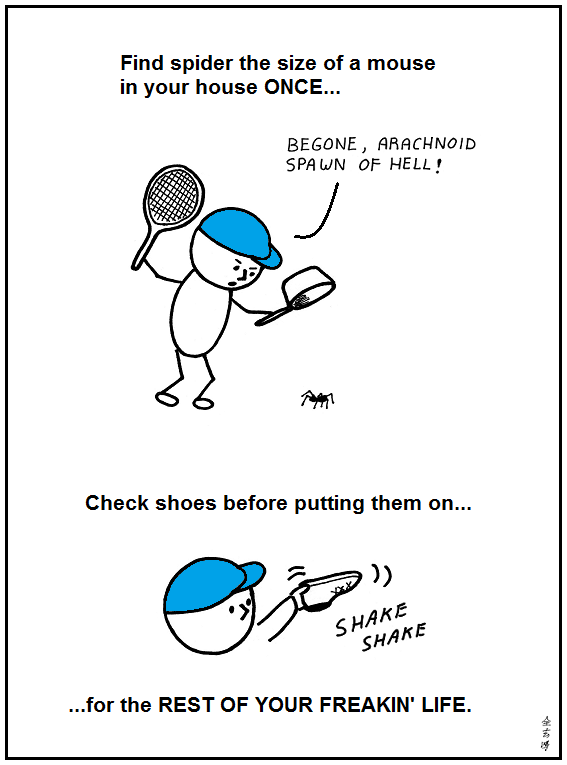 Find spider the size of a mouse
in your house ONCE...
BEGONE, ARACHNOID
SPAWN OF HELL!
Check shoes before putting them on...
SHAKE
SHAKE
...for the REST OF YOUR FREAKIN' LIFE.